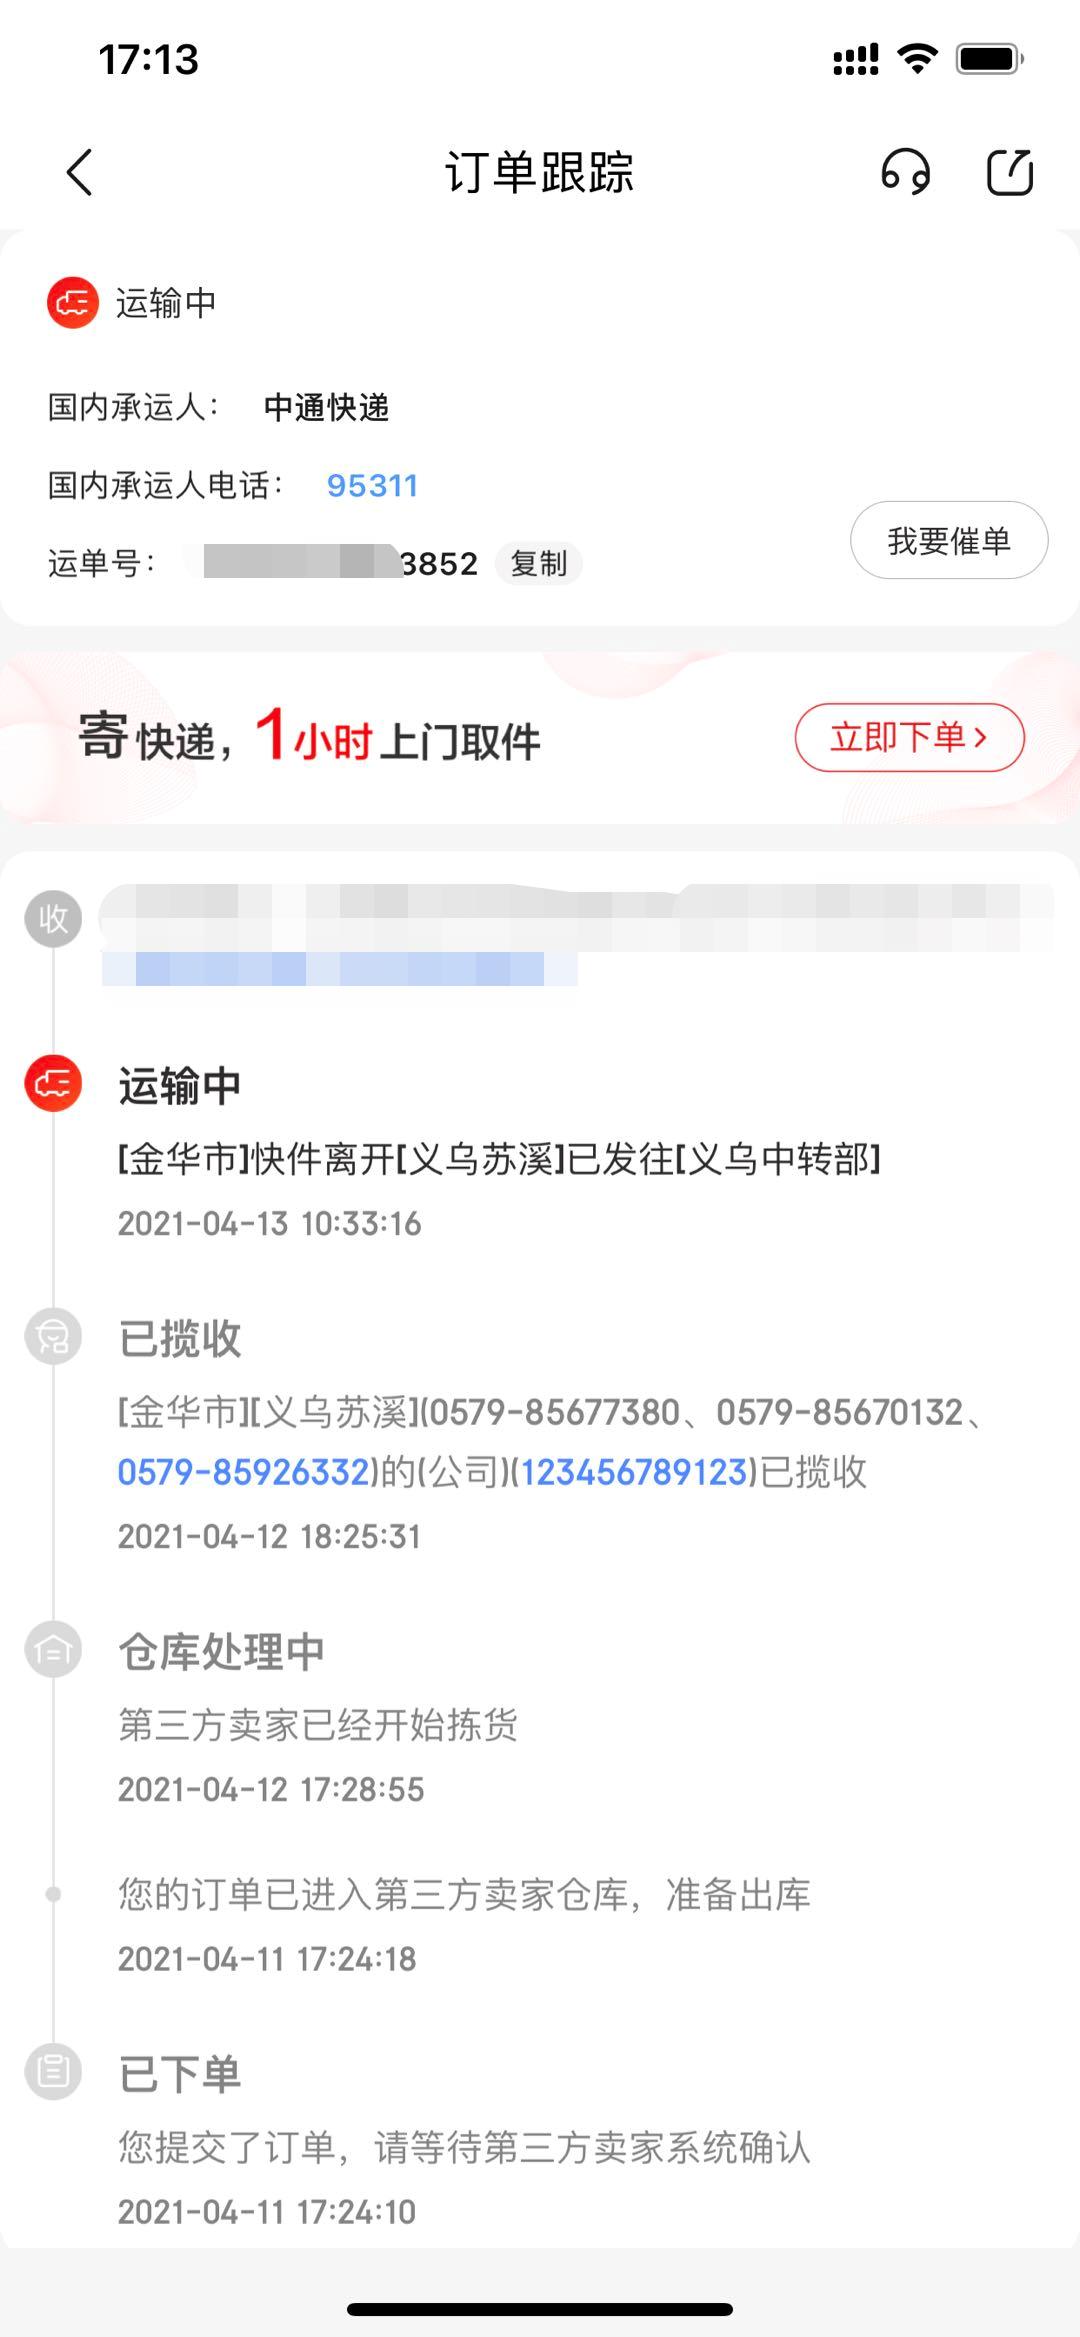 17:13
订单跟踪
运输中
国内承运人： 中通快递
国内承运人电话： 95311
运单号： 3852 复制
我要催单
寄快递，1小时上门取件
立即下单>
收
运输中
[金华市]快件离开[义乌苏溪]已发往[义乌中转部]
2021-04-13 10:33:16
已揽收
[金华市][义乌苏溪](0579-85677380、0579-85670132、
0579-85926332)的(公司)(123456789123)已揽收
2021-04-12 18:25:31
仓库处理中
第三方卖家已经开始拣货
2021-04-12 17:28:55
您的订单已进入第三方卖家仓库，准备出库
2021-04-11 17:24:18
已下单
您提交了订单，请等待第三方卖家系统确认
2021-04-11 17:24:10